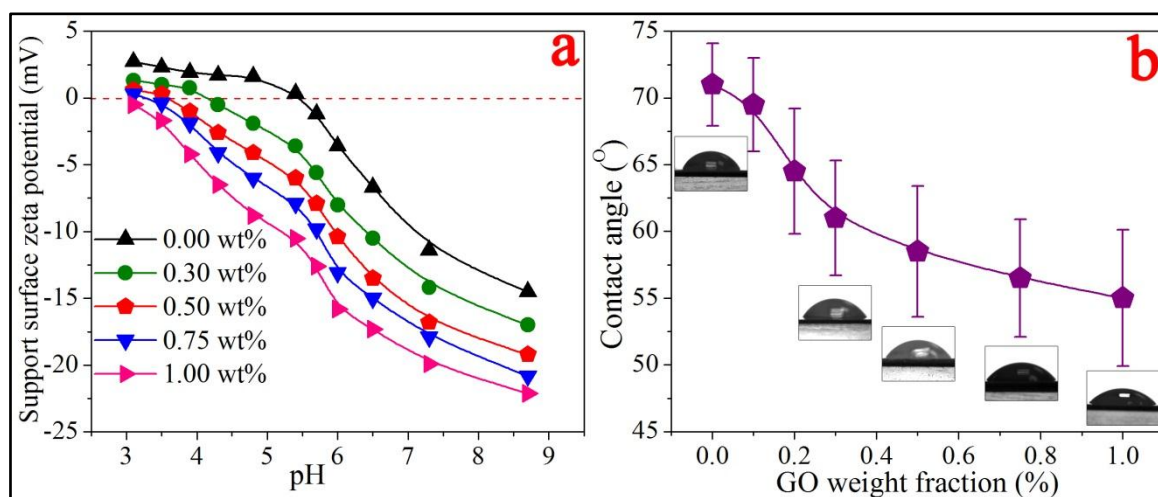 a
Support surface zeta potential (mV)
5
0
-5
-10
-15
-20
-25
0.00 wt%
0.30 wt%
0.50 wt%
0.75 wt%
1.00 wt%
3 4 5 6 7 8 9
pH
b
Contact angle (O)
70
65
60
55
50
45
0.0 0.2 0.4 0.6 0.8 1.0
GO weight fraction (%)